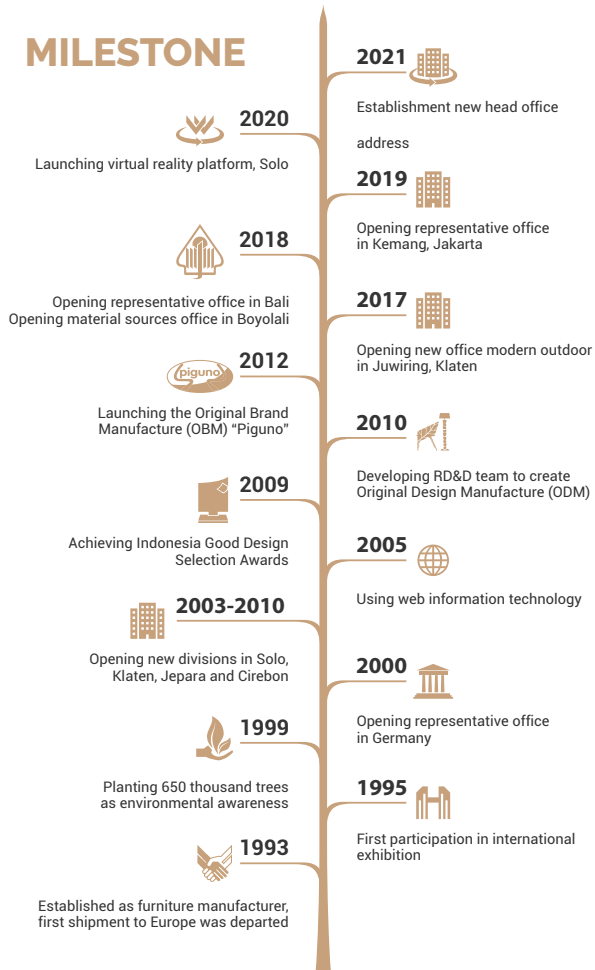 MILESTONE
2021
Establishment new head office
address
2020
Launching virtual reality platform, Solo
2019
Opening representative office
in Kemang, Jakarta
2018
Opening representative office in Bali
Opening material sources office in Boyolali
2017
Opening new office modern outdoor
in Juwiring, Klaten
piguno
2012
Launching the Original Brand
Manufacture (OBM) “Piguno”
2010
Developing RD&D team to create
Original Design Manufacture (ODM)
2009
Achieving Indonesia Good Design
Selection Awards
2005
Using web information technology
2003-2010
Opening new divisions in Solo,
Klaten, Jepara and Cirebon
2000
Opening representative office
in Germany
1999
Planting 650 thousand trees
as environmental awareness
1995
First participation in international
exhibition
1993
Established as furniture manufacturer,
first shipment to Europe was departed